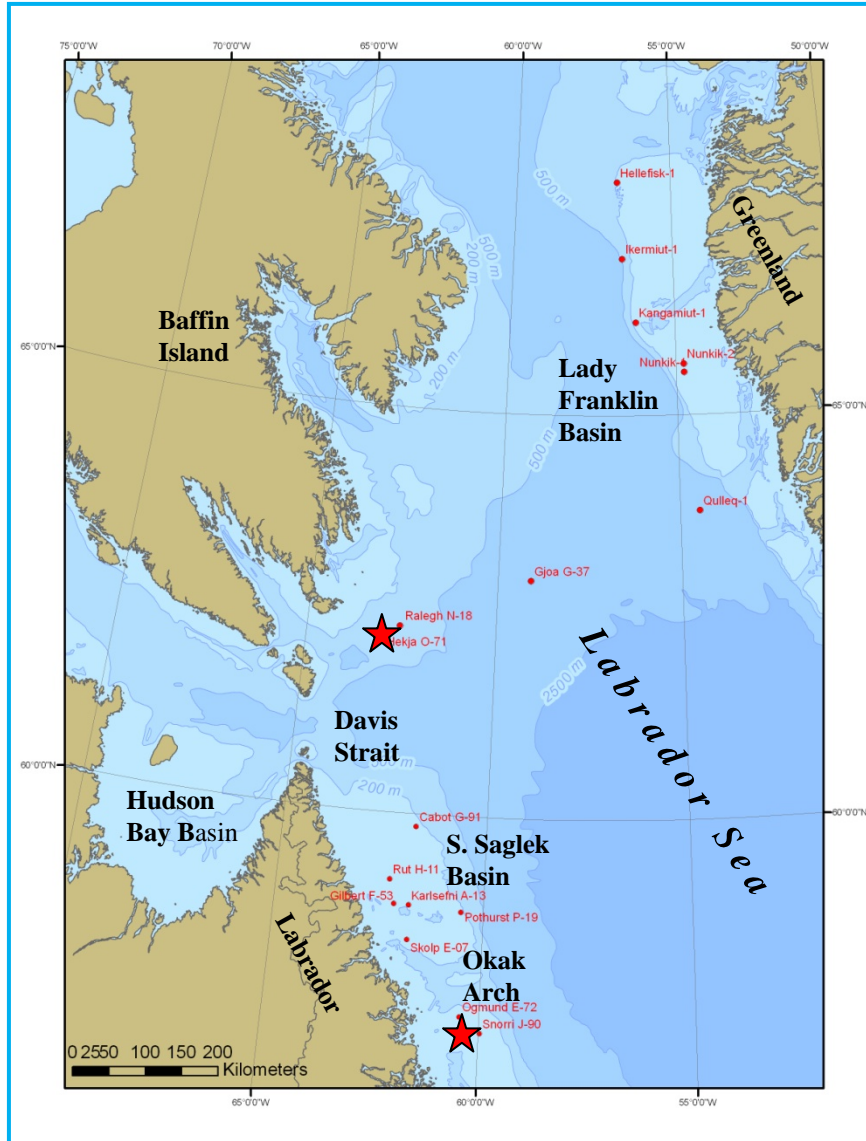 75°0'0"W
70°0'0"W
65°0'0"W
60°0'0"W
55°0'0"W
50°0'0"W
Hellefisk-1
500 m
Greenland
Ikermiut-1
500 m
200 m
Kangamiut-1
Baffin
Island
65°0'0"N
200 m
Nunkik-2
Nunkik-
Lady
Franklin
Basin
65°0'0"N
500 m
Qulleq-1
Gjoa G-37
Ralegh N-18
Hekja O-71
Labrador Sea
2500 m
Davis
Strait
60°0'0"N
200 m
60°0'0"N
Hudson
Bay Basin
Cabot G-91
S. Saglek
Basin
Rut H-11
Gilbert F-53
Karlsefni A-13
Pothurst P-19
Labrador
Skolp E-07
Okak
Arch
Ogmund E-72
Snorri J-90
0 25 50 100 150 200
Kilometers
65°0'0"W
60°0'0"W
55°0'0"W